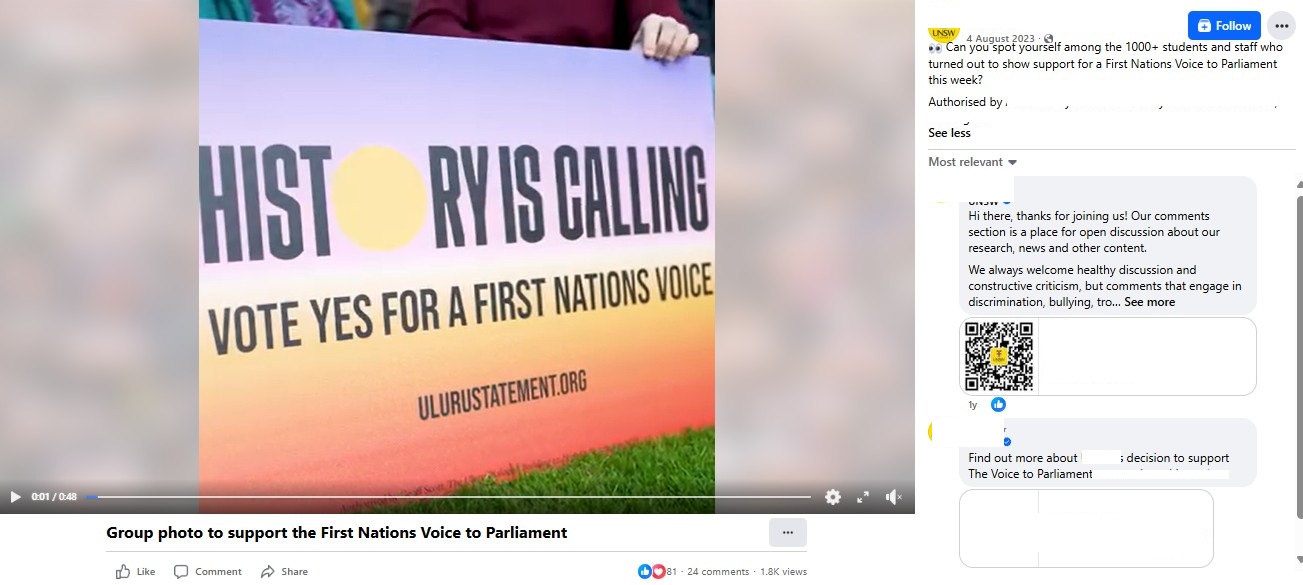 HISTORY IS CALLING
VOTE YES FOR A FIRST NATIONS VOICE
ULURUSTATEMENT.ORG
0:01 / 0:48
Group photo to support the First Nations Voice to Parliament
Like
Comment
Share
81 · 24 comments · 1.8K views
UNSW
4 August 2023
Follow
Can you spot yourself among the 1000+ students and staff who
turned out to show support for a First Nations Voice to Parliament
this week?
Authorised by
See less
Most relevant
UNSW
Hi there, thanks for joining us! Our comments
section is a place for open discussion about our
research, news and other content.
We always welcome healthy discussion and
constructive criticism, but comments that engage in
discrimination, bullying, tro... See more
1y
Find out more about decision to support
The Voice to Parliament